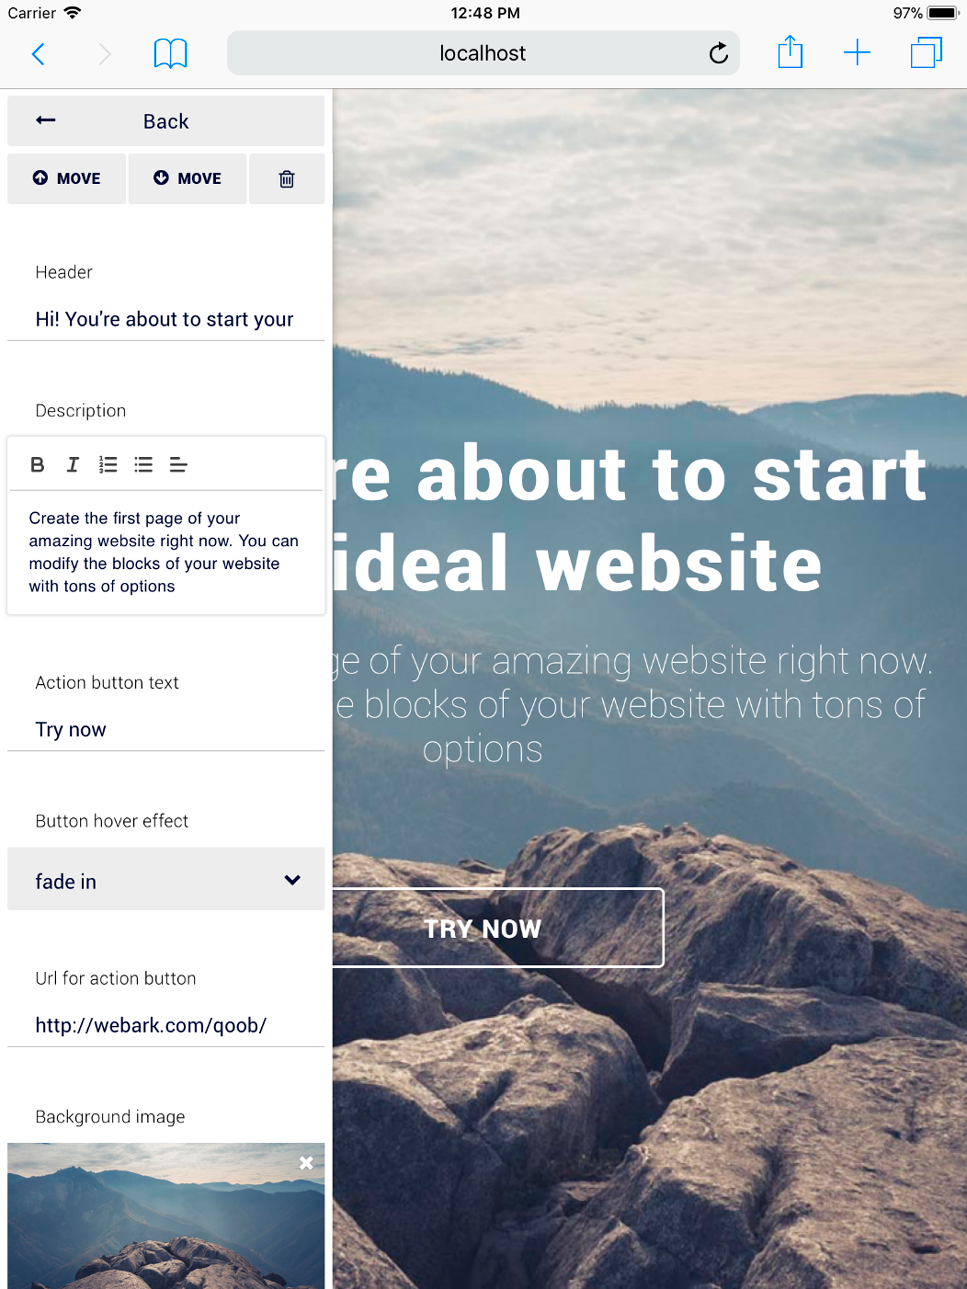 Carrier
12:48 PM
97%
localhost
Back
MOVE
MOVE
Header
Hi! You're about to start your
Description
B I
Create the first page of your
amazing website right now. You can
modify the blocks of your website
with tons of options
Action button text
Try now
Button hover effect
fade in
Url for action button
http://webark.com/qoob/
Background image
re about to start
ideal website
ge of your amazing website right now.
e blocks of your website with tons of
options
TRY NOW